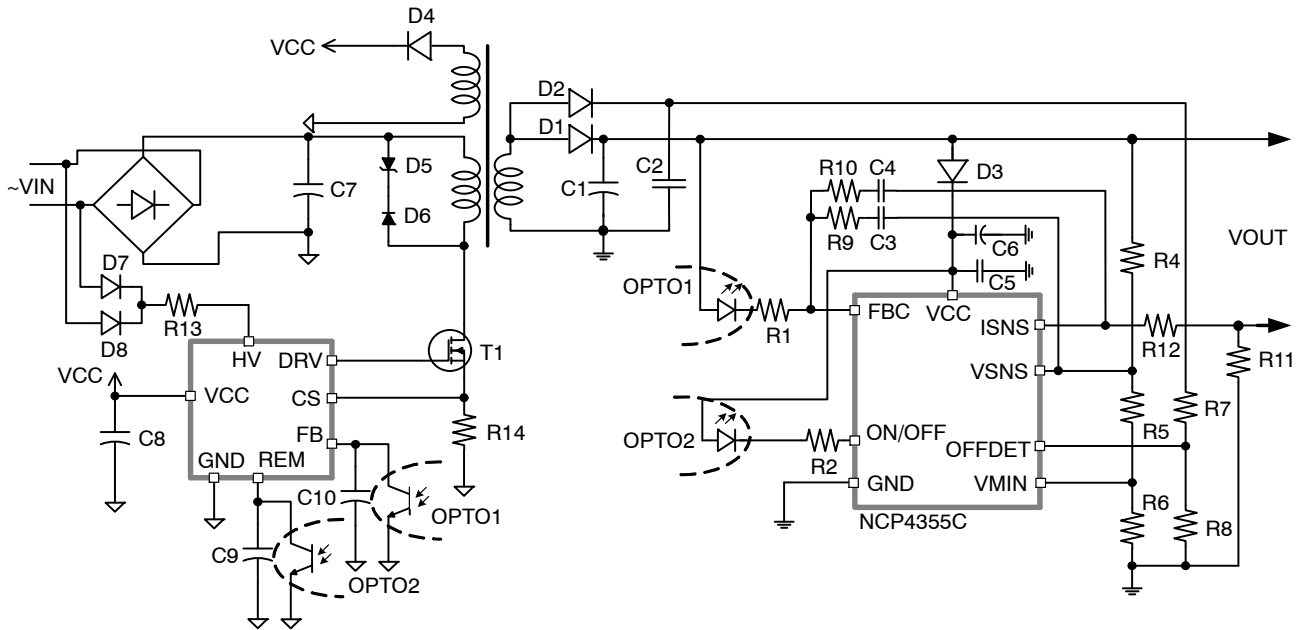 D4
VCC
D2
D1
D5
D6
C7
C1
C2
~VIN
R10 C4
R9 C3
D3
C6
C5
R4
VOUT
D7
D8
R13
HV
DRV
VCC
VCC
CS
FB
GND REM
C8
T1
R14
C10
OPTO1
C9
OPTO2
OPTO1
R1
FBC
VCC
ISNS
VSNS
R12
R11
OPTO2
R2
ON/OFF
OFFDET
GND
VMIN
NCP4355C
R5
R7
R6
R8